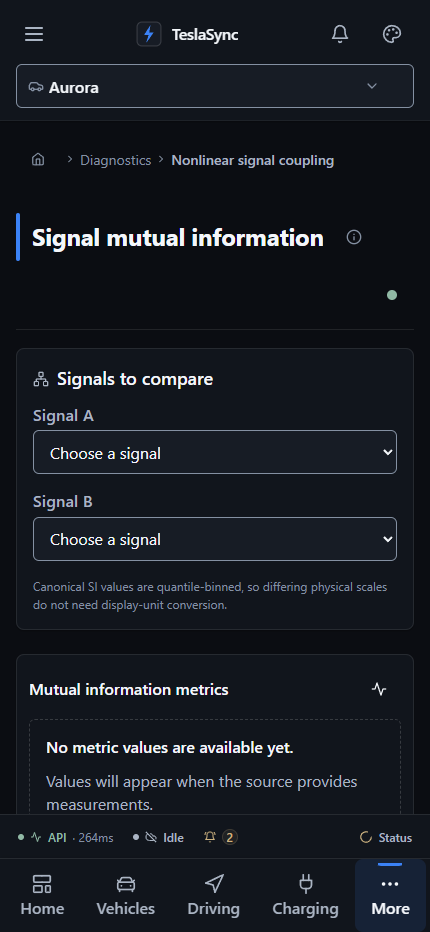 TeslaSync
Aurora
Diagnostics
Nonlinear signal coupling
Signal mutual information
Signals to compare
Signal A
Choose a signal
Signal B
Choose a signal
Canonical SI values are quantile-binned, so differing physical scales
do not need display-unit conversion.
Mutual information metrics
No metric values are available yet.
Values will appear when the source provides
measurements.
API · 264ms Idle 2 Status
Home Vehicles Driving Charging More